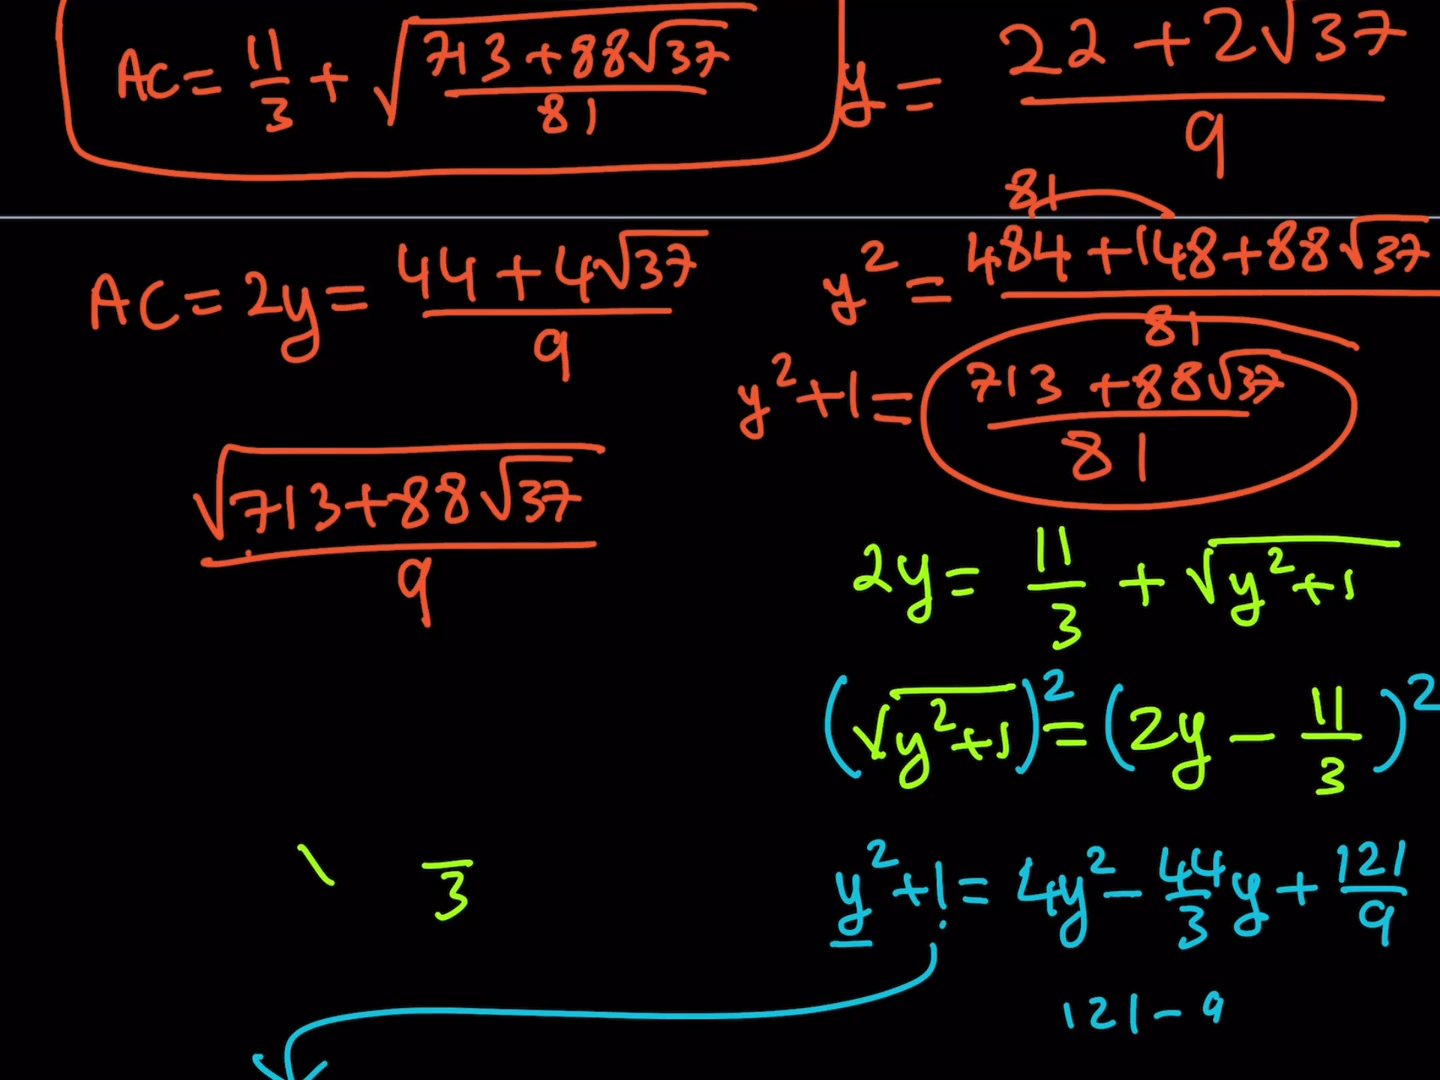 AC = 11/3 + √((713+88√37)/81)
y = (22 + 2√37)/9
81
AC = 2y = (44 + 4√37)/9
y² = (484 + 148 + 88√37)/81
y² + 1 = (713 + 88√37)/81
√(713+88√37)/9
2y = 11/3 + √(y²+1)
(√(y²+1))² = (2y − 11/3)²
\ ‾3
y² + 1 = 4y² − 44/3 y + 121/9
121 − 9